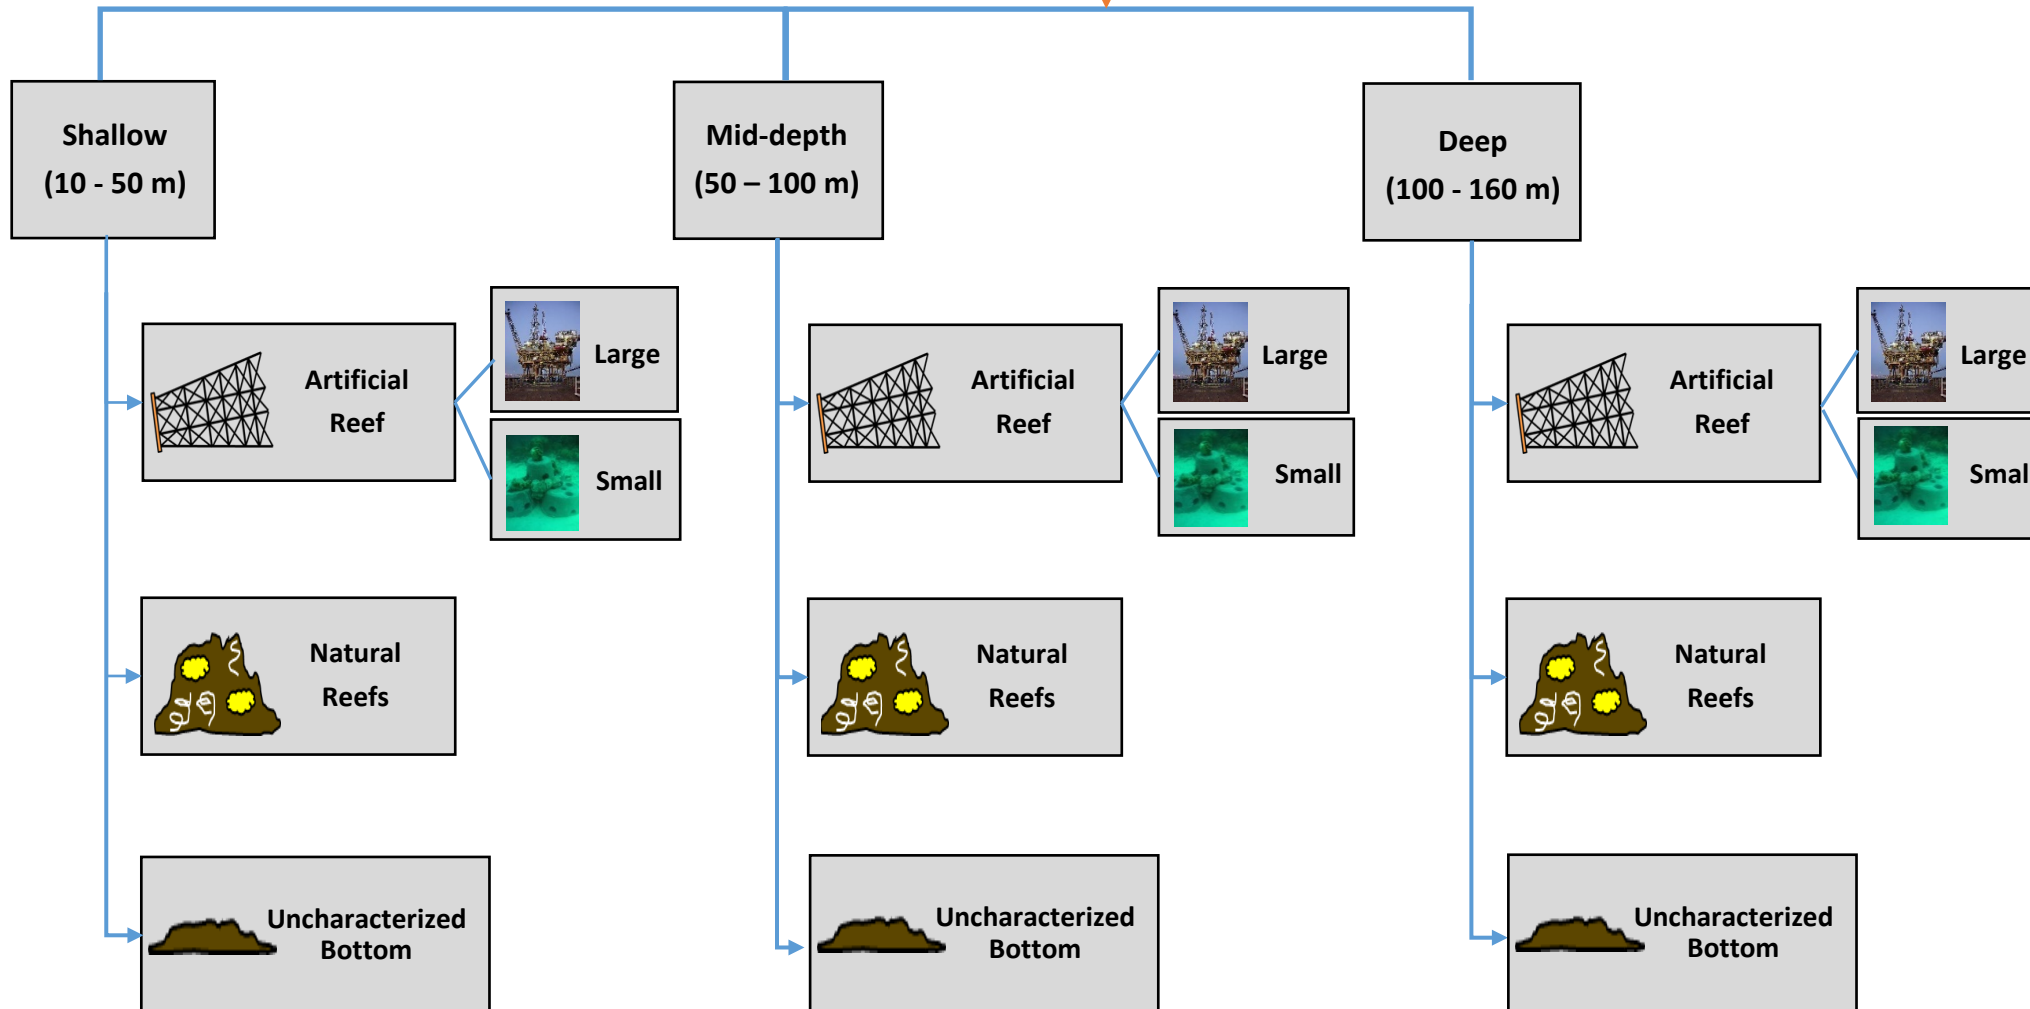 Shallow
(10 - 50 m)
Mid-depth
(50 – 100 m)
Deep
(100 - 160 m)
Artificial
Reef
Large
Small
Artificial
Reef
Large
Small
Artificial
Reef
Large
Smal
Natural
Reefs
Natural
Reefs
Natural
Reefs
Uncharacterized
Bottom
Uncharacterized
Bottom
Uncharacterized
Bottom